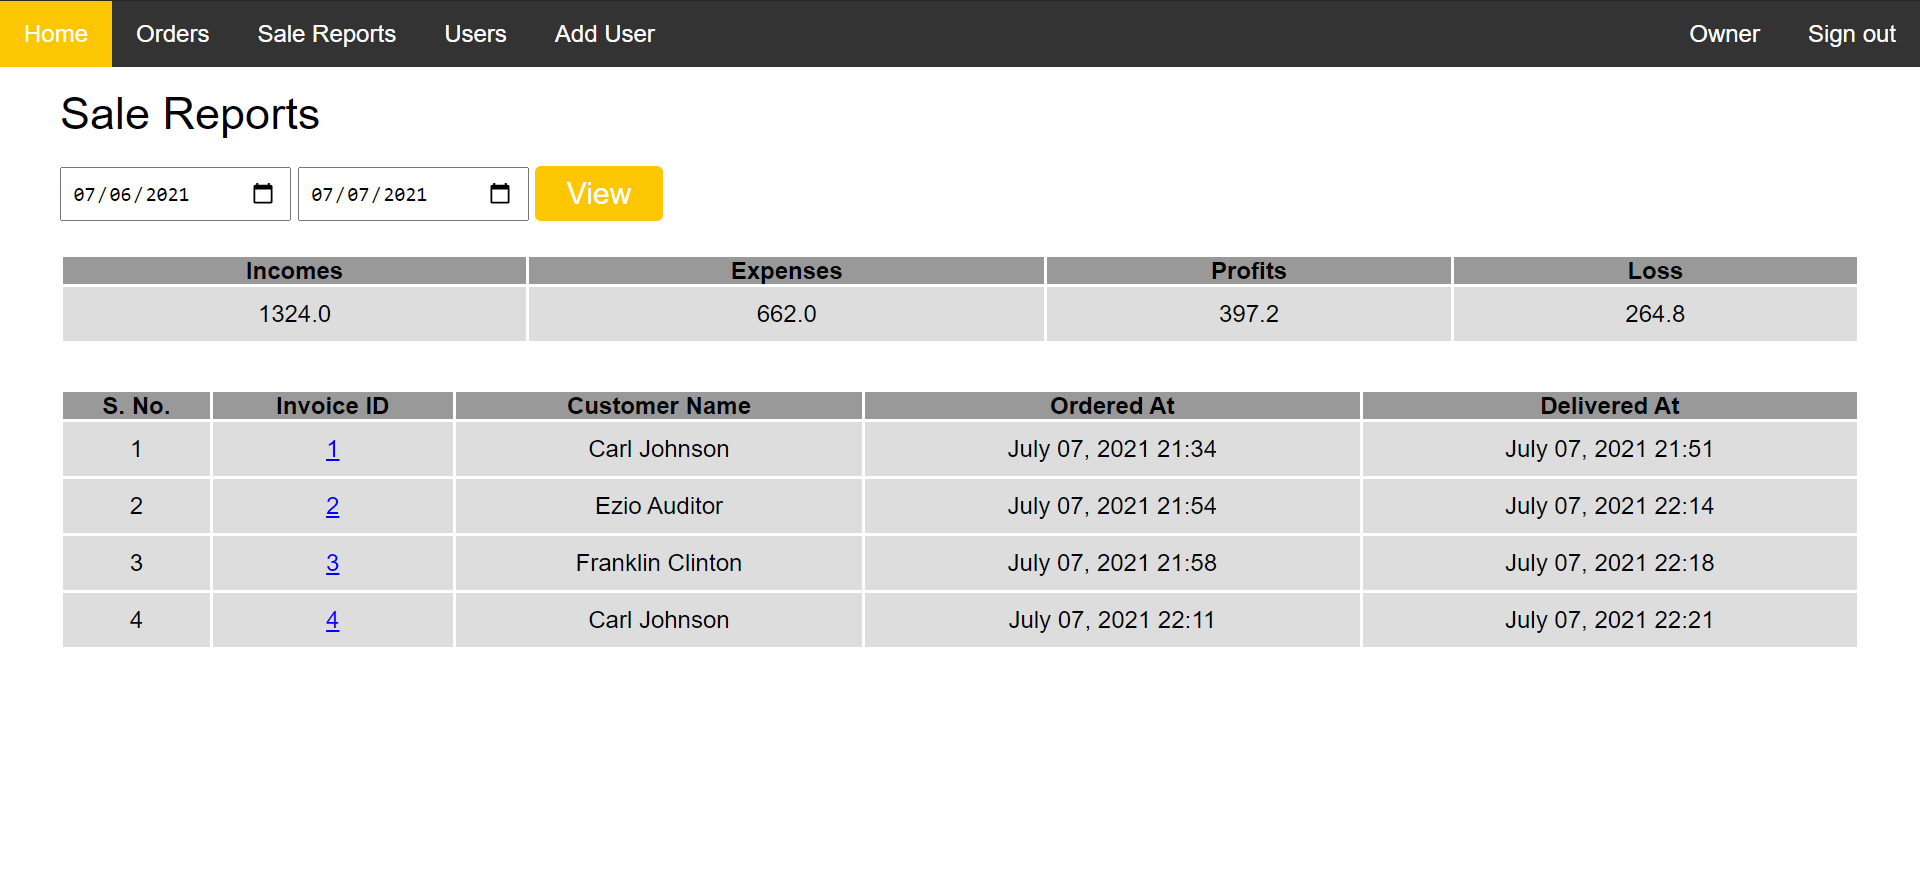 Home Orders Sale Reports Users Add User Owner Sign out
Sale Reports
07/06/2021 07/07/2021 View
Incomes Expenses Profits Loss
1324.0 662.0 397.2 264.8
S. No. Invoice ID Customer Name Ordered At Delivered At
1 1 Carl Johnson July 07, 2021 21:34 July 07, 2021 21:51
2 2 Ezio Auditor July 07, 2021 21:54 July 07, 2021 22:14
3 3 Franklin Clinton July 07, 2021 21:58 July 07, 2021 22:18
4 4 Carl Johnson July 07, 2021 22:11 July 07, 2021 22:21